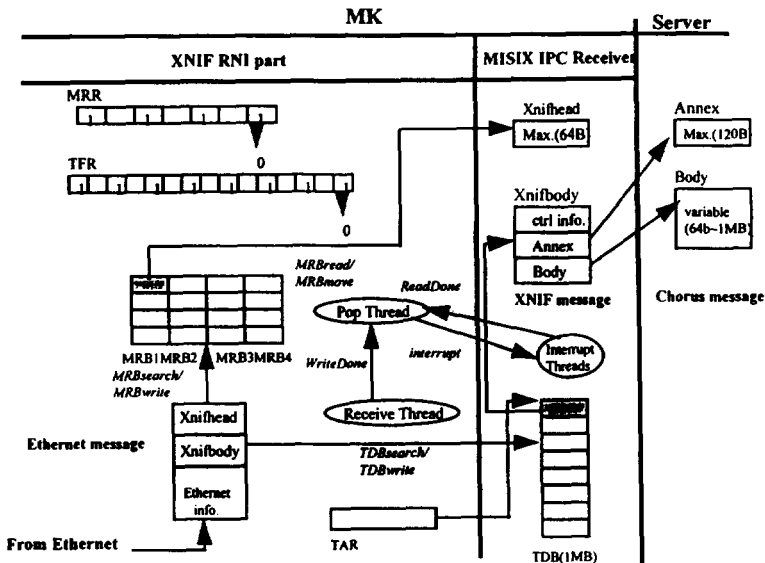 MK
Server
XNIF RNI part
MISIX IPC Receiver
MRR
0
TFR
0
Xnifhead
Max.(64B
Annex
Max.(120B
Xnifbody
ctrl info.
Annex
Body
XNIF message
Body
variable
(64b~1MB)
Chorus message
MRBread/
MRBmove
ReadDone
Pop Thread
WriteDone
interrupt
Interrupt
Threads
MRB1MRB2 MRB3MRB4
MRBsearch/
MRBwrite
Receive Thread
Ethernet message
Xnifhead
Xnifbody
Ethernet
info.
TDBsearch/
TDBwrite
From Ethernet
TAR
TDB(1MB)